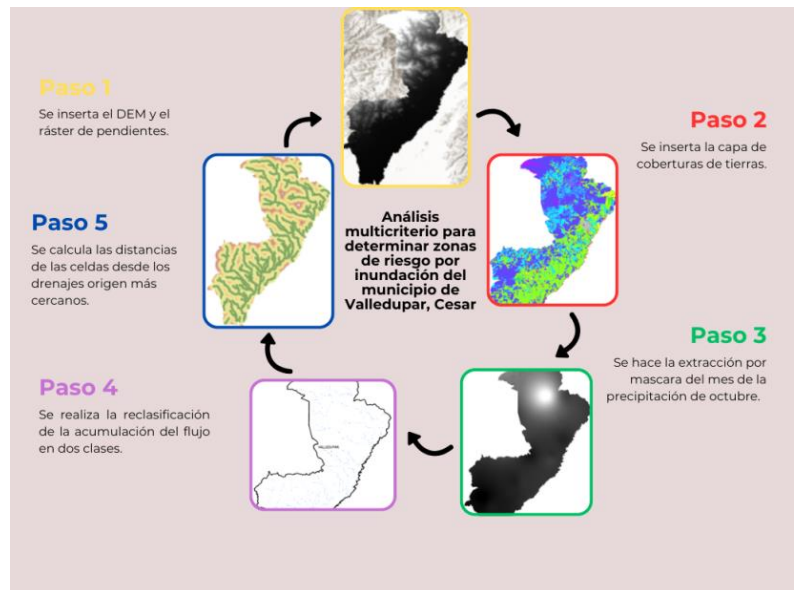 Paso 1
Se inserta el DEM y el
ráster de pendientes.
Paso 2
Se inserta la capa de
coberturas de tierras.
Análisis
multicriterio para
determinar zonas
de riesgo por
inundación del
municipio de
Valledupar, Cesar
Paso 5
Se calcula las distancias
de las celdas desde los
drenajes origen más
cercanos.
Paso 3
Se hace la extracción por
mascara del mes de la
precipitación de octubre.
Paso 4
Se realiza la reclasificación
de la acumulación del flujo
en dos clases.
VALLEDUPAR